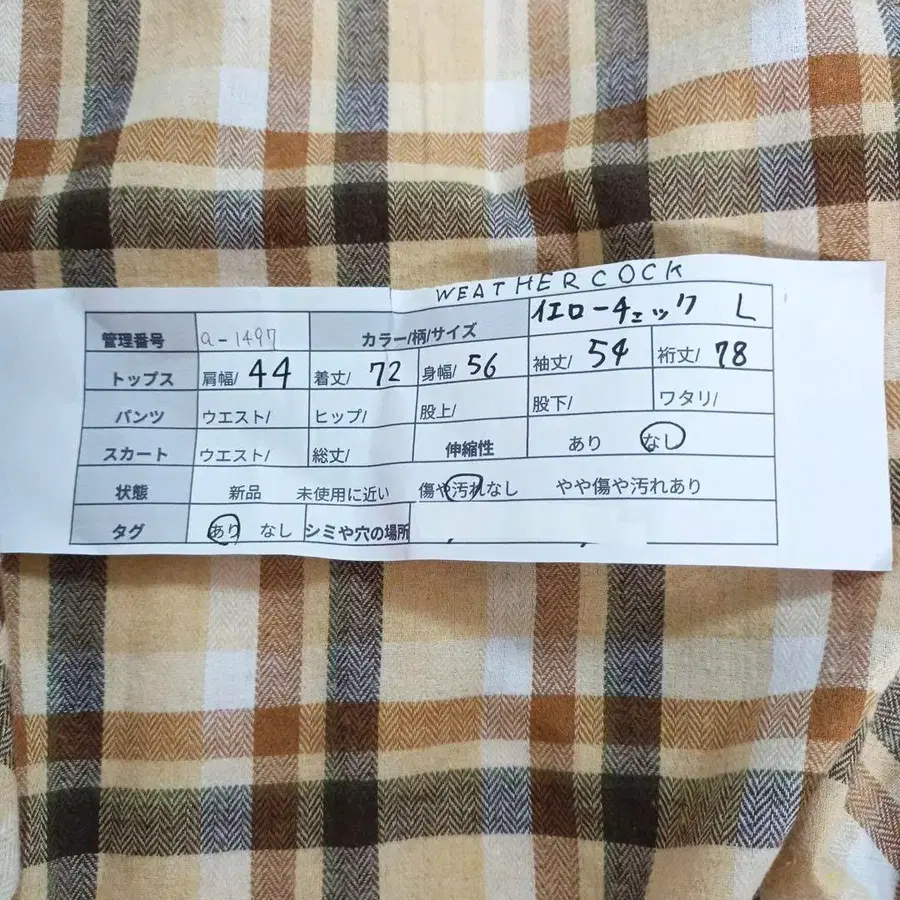 WEATHERCOCK
管理番号 a-1497 カラー/柄/サイズ イエローチェック L
トップス 肩幅/44 着丈/72 身幅/56 袖丈/54 裄丈/78
パンツ ウエスト/ ヒップ/ 股上/ 股下/ ワタリ/
スカート ウエスト/ 総丈/ 伸縮性 あり なし
状態 新品 未使用に近い 傷や汚れなし やや傷や汚れあり
タグ あり なし シミや穴の場所